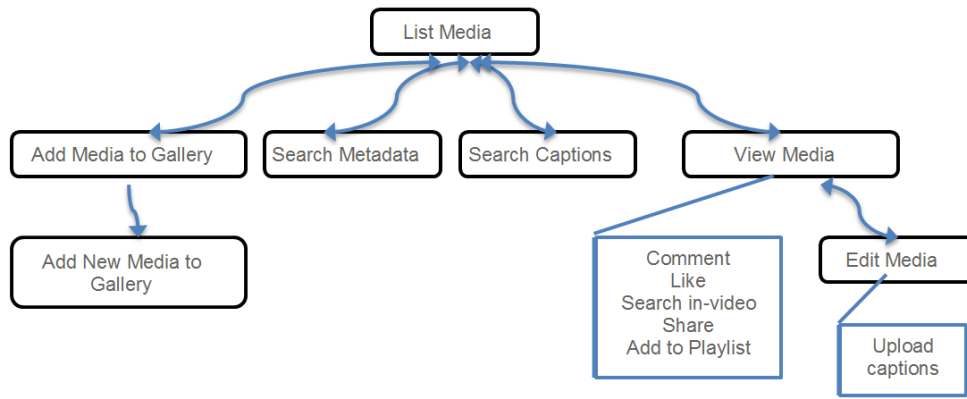 List Media
Add Media to Gallery
Search Metadata
Search Captions
View Media
Add New Media to
Gallery
Comment
Like
Search in-video
Share
Add to Playlist
Edit Media
Upload
captions